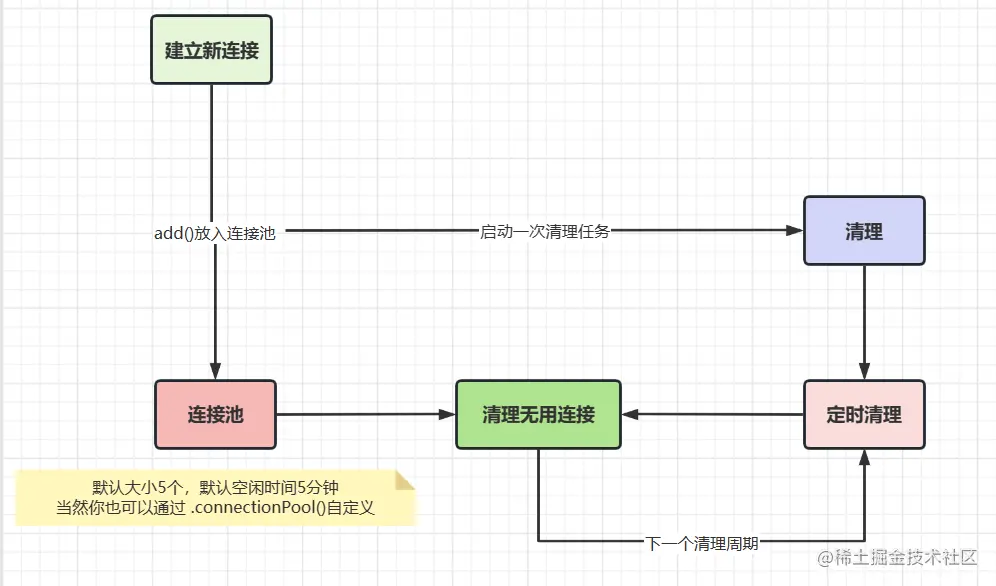 建立新连接
add()放入连接池
启动一次清理任务
清理
连接池
清理无用连接
定时清理
默认大小5个，默认空闲时间5分钟
当然你也可以通过 .connectionPool()自定义
下一个清理周期
@稀土掘金技术社区